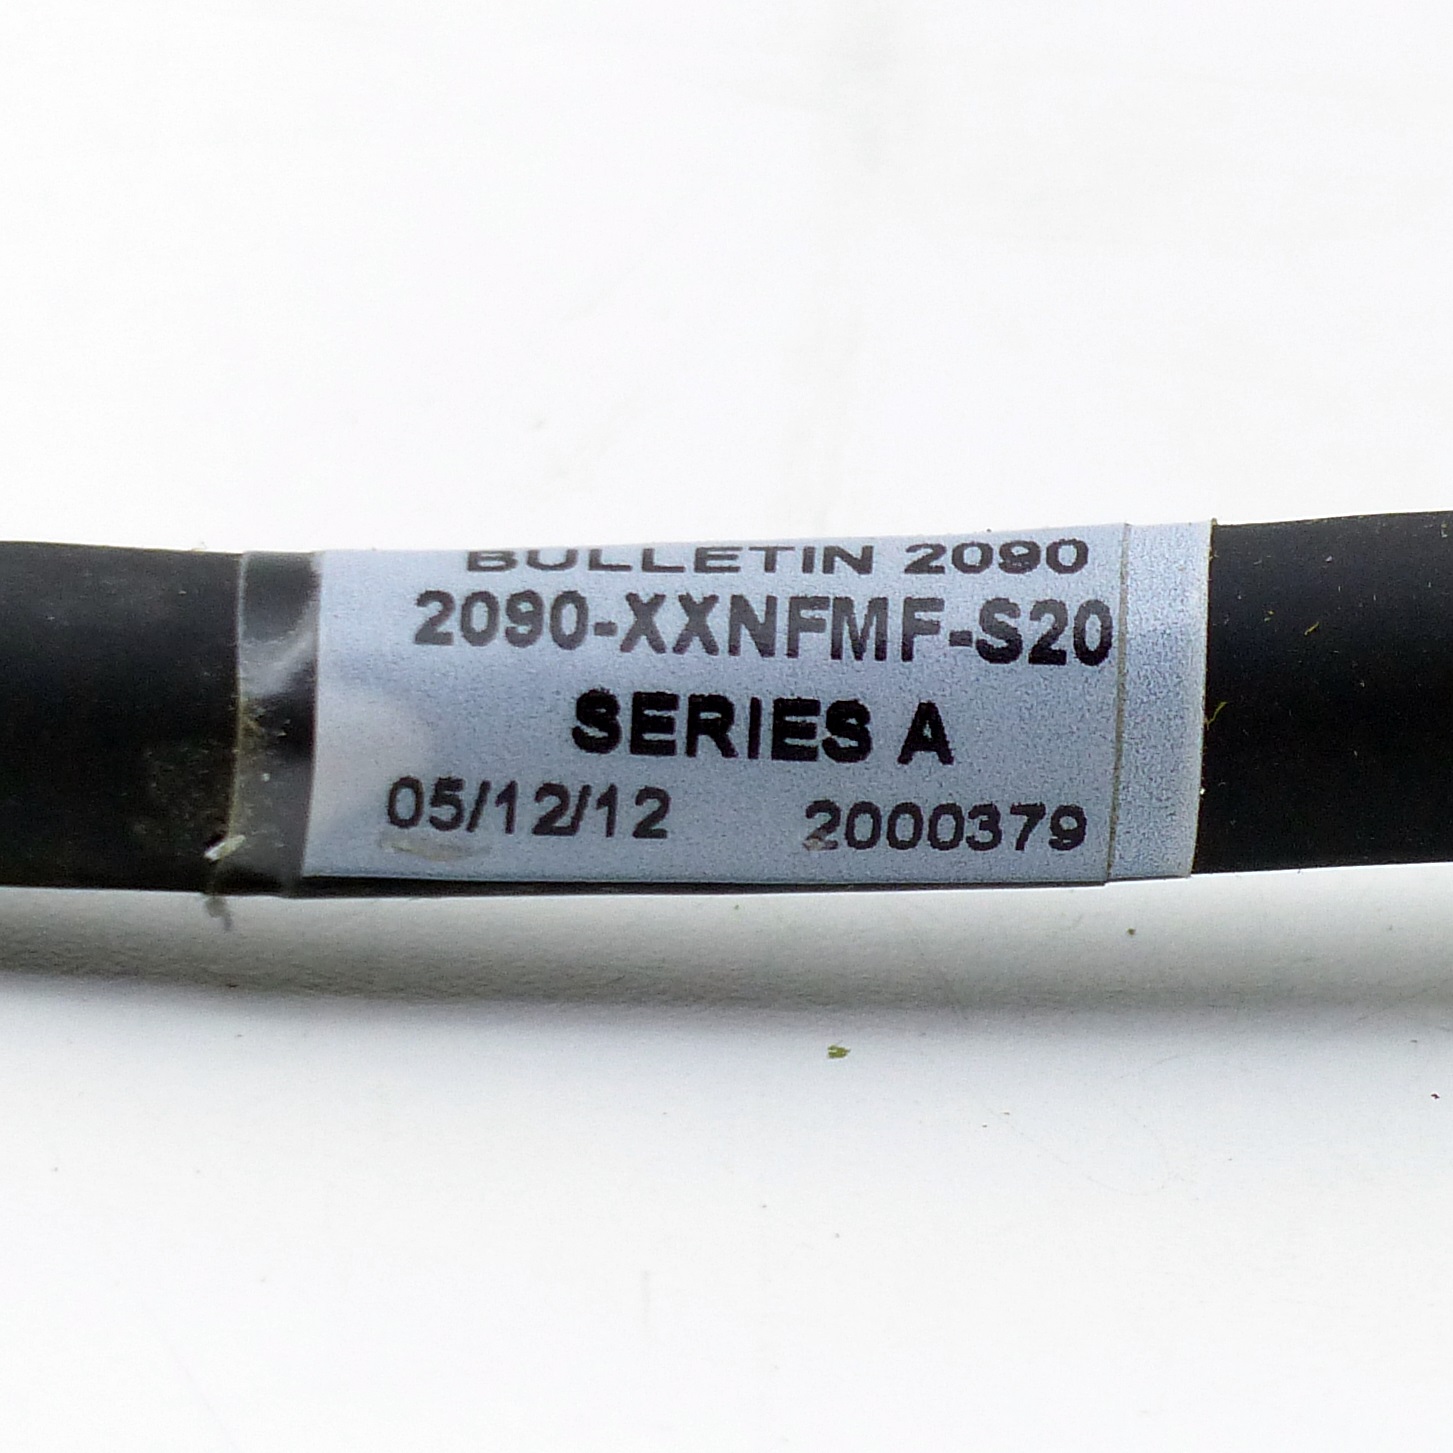 BULLETIN 2090
2090-XXNFMF-S20
SERIES A
05/12/12 2000379